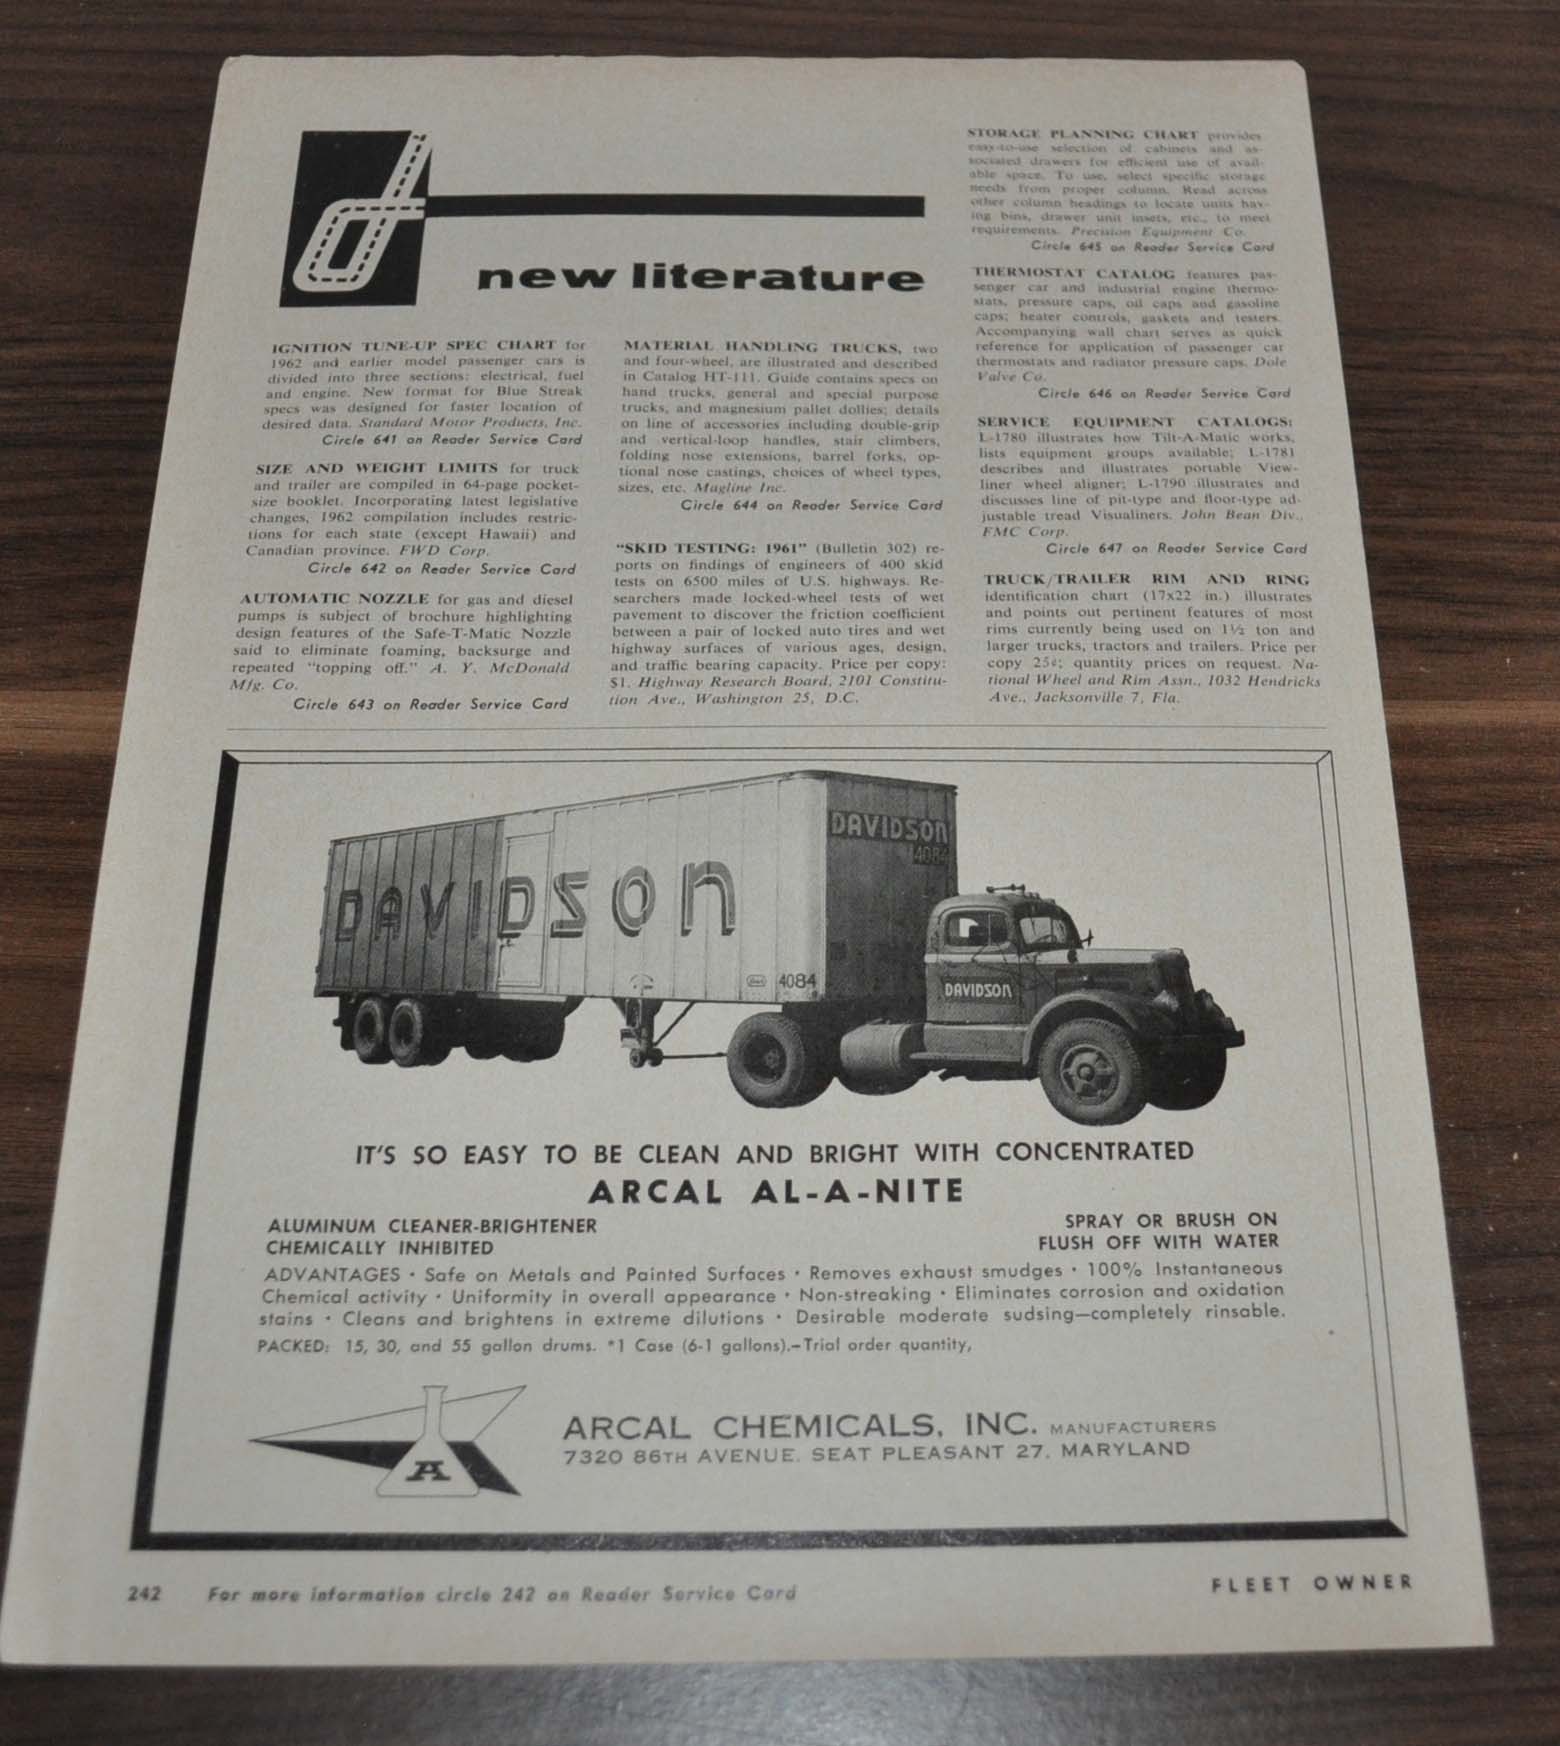 new literature
IGNITION TUNE-UP SPEC CHART for
1962 and earlier model passenger cars is
divided into three sections: electrical, fuel
and engine. New format for Blue Streak
specs was designed for faster location of
desired data. Standard Motor Products, Inc.
Circle 641 on Reader Service Card
SIZE AND WEIGHT LIMITS for truck
and trailer are compiled in 64-page pocket-
size booklet. Incorporating latest legislative
changes, 1962 compilation includes restric-
tions for each state (except Hawaii) and
Canadian province. FWD Corp.
Circle 642 on Reader Service Card
AUTOMATIC NOZZLE for gas and diesel
pumps is subject of brochure highlighting
design features of the Safe-T-Matic Nozzle
said to eliminate foaming, backsurge and
repeated "topping off." A. Y. McDonald
Mfg. Co.
Circle 643 on Reader Service Card
MATERIAL HANDLING TRUCKS, two
and four-wheel, are illustrated and described
in Catalog HT-111. Guide contains specs on
hand trucks, general and special purpose
trucks, and magnesium pallet dollies; details
on line of accessories including double-grip
and vertical-loop handles, stair climbers,
folding nose extensions, barrel forks, op-
tional nose castings, choices of wheel types,
sizes, etc. Magline Inc.
Circle 644 on Reader Service Card
"SKID TESTING: 1961" (Bulletin 302) re-
ports on findings of engineers of 400 skid
tests on 6500 miles of U.S. highways. Re-
searchers made locked-wheel tests of wet
pavement to discover the friction coefficient
between a pair of locked auto tires and wet
highway surfaces of various ages, design,
and traffic bearing capacity. Price per copy:
$1. Highway Research Board, 2101 Constitu-
tion Ave., Washington 25, D.C.
STORAGE PLANNING CHART provides
easy-to-use selection of cabinets and as-
sociated drawers for efficient use of avail-
able space. To use, select specific storage
needs from proper column. Read across
other column headings to locate units hav-
ing bins, drawer unit insets, etc., to meet
requirements. Precision Equipment Co.
Circle 645 on Reader Service Card
THERMOSTAT CATALOG features pas-
senger car and industrial engine thermo-
stats, pressure caps, oil caps and gasoline
caps; heater controls, gaskets and testers.
Accompanying wall chart serves as quick
reference for application of passenger car
thermostats and radiator pressure caps. Dole
Valve Co.
Circle 646 on Reader Service Card
SERVICE EQUIPMENT CATALOGS:
L-1780 illustrates how Tilt-A-Matic works,
lists equipment groups available; L-1781
describes and illustrates portable View-
liner wheel aligner; L-1790 illustrates and
discusses line of pit-type and floor-type ad-
justable tread Visualiners. John Bean Div.,
FMC Corp.
Circle 647 on Reader Service Card
TRUCK/TRAILER RIM AND RING
identification chart (17x22 in.) illustrates
and points out pertinent features of most
rims currently being used on 1½ ton and
larger trucks, tractors and trailers. Price per
copy 25¢; quantity prices on request. Na-
tional Wheel and Rim Assn., 1032 Hendricks
Ave., Jacksonville 7, Fla.
DAVIDSON
4084
DAVIDSON
4084
DAVIDSON
IT'S SO EASY TO BE CLEAN AND BRIGHT WITH CONCENTRATED
ARCAL AL-A-NITE
ALUMINUM CLEANER-BRIGHTENER
CHEMICALLY INHIBITED
SPRAY OR BRUSH ON
FLUSH OFF WITH WATER
ADVANTAGES • Safe on Metals and Painted Surfaces • Removes exhaust smudges • 100% Instantaneous
Chemical activity • Uniformity in overall appearance • Non-streaking • Eliminates corrosion and oxidation
stains • Cleans and brightens in extreme dilutions • Desirable moderate sudsing—completely rinsable.
PACKED: 15, 30, and 55 gallon drums. *1 Case (6-1 gallons).—Trial order quantity,
A
ARCAL CHEMICALS, INC. MANUFACTURERS
7320 86TH AVENUE, SEAT PLEASANT 27, MARYLAND
242 For more information circle 242 on Reader Service Card
FLEET OWNER